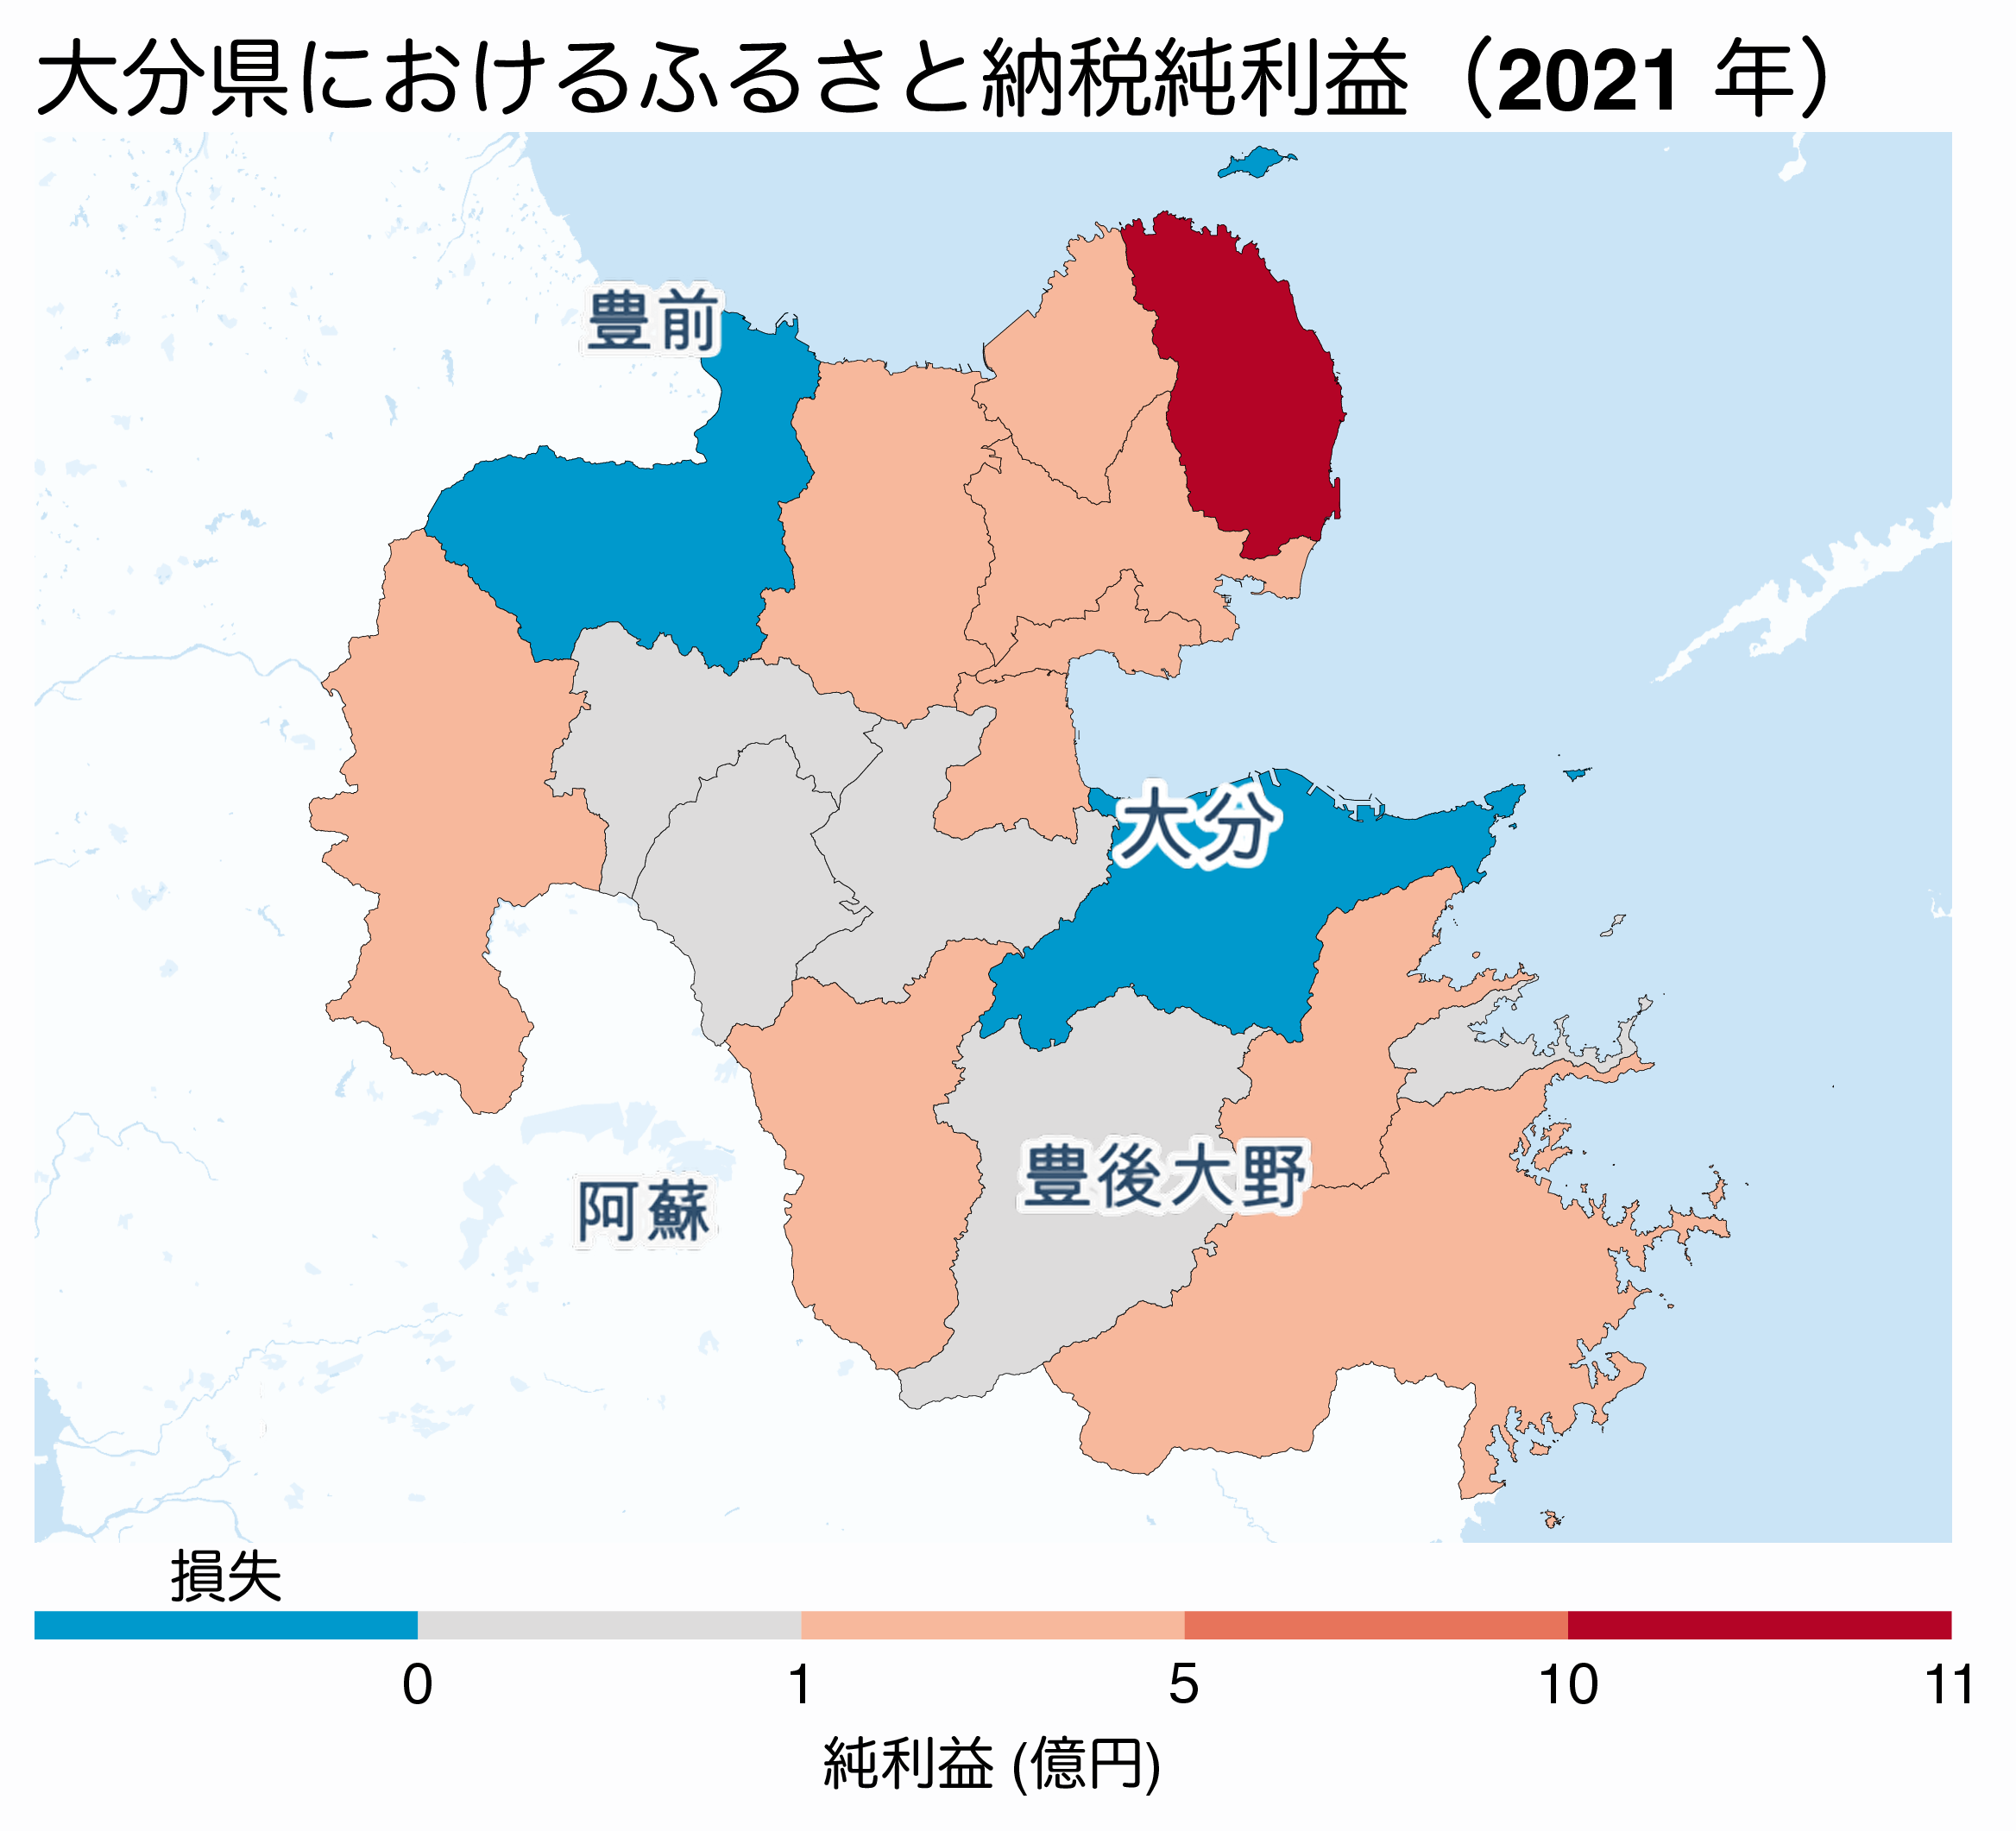 大分県におけるふるさと納税純利益（2021 年）
豊前
大分
豊後大野
阿蘇
損失
0 1 5 10 11
純利益 (億円)